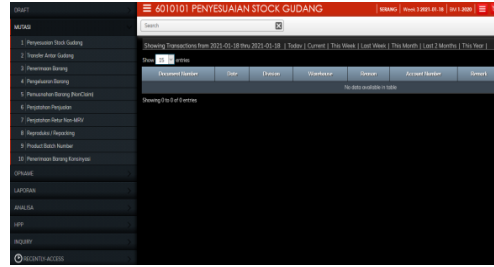 DRAFT
MUTASI
1 | Penyesuaian Stock Gudang
2 | Transfer Antar Gudang
3 | Penerimaan Barang
4 | Pengeluaran Barang
5 | Pemusnahan Barang (NonClaim)
6 | Penjatahan Penjualan
7 | Penjatahan Retur Non-MRV
8 | Reproduksi / Repacking
9 | Product Batch Number
10 | Penerimaan Barang Konsinyasi
OPNAME
LAPORAN
ANALISA
HPP
INQUIRY
RECENTLY-ACCESS
6010101 PENYESUAIAN STOCK GUDANG
SERANG | Week 3 2021-01-18
Search
Showing Transactions from 2021-01-18 thru 2021-01-18 | Today | Current | This Week | Last Week | This Month | Last 2 Months | This Year |
Show 15 entries
Document Number Date Division Warehouse Reason Account Number Remark
No data available in table
Showing 0 to 0 of 0 entries